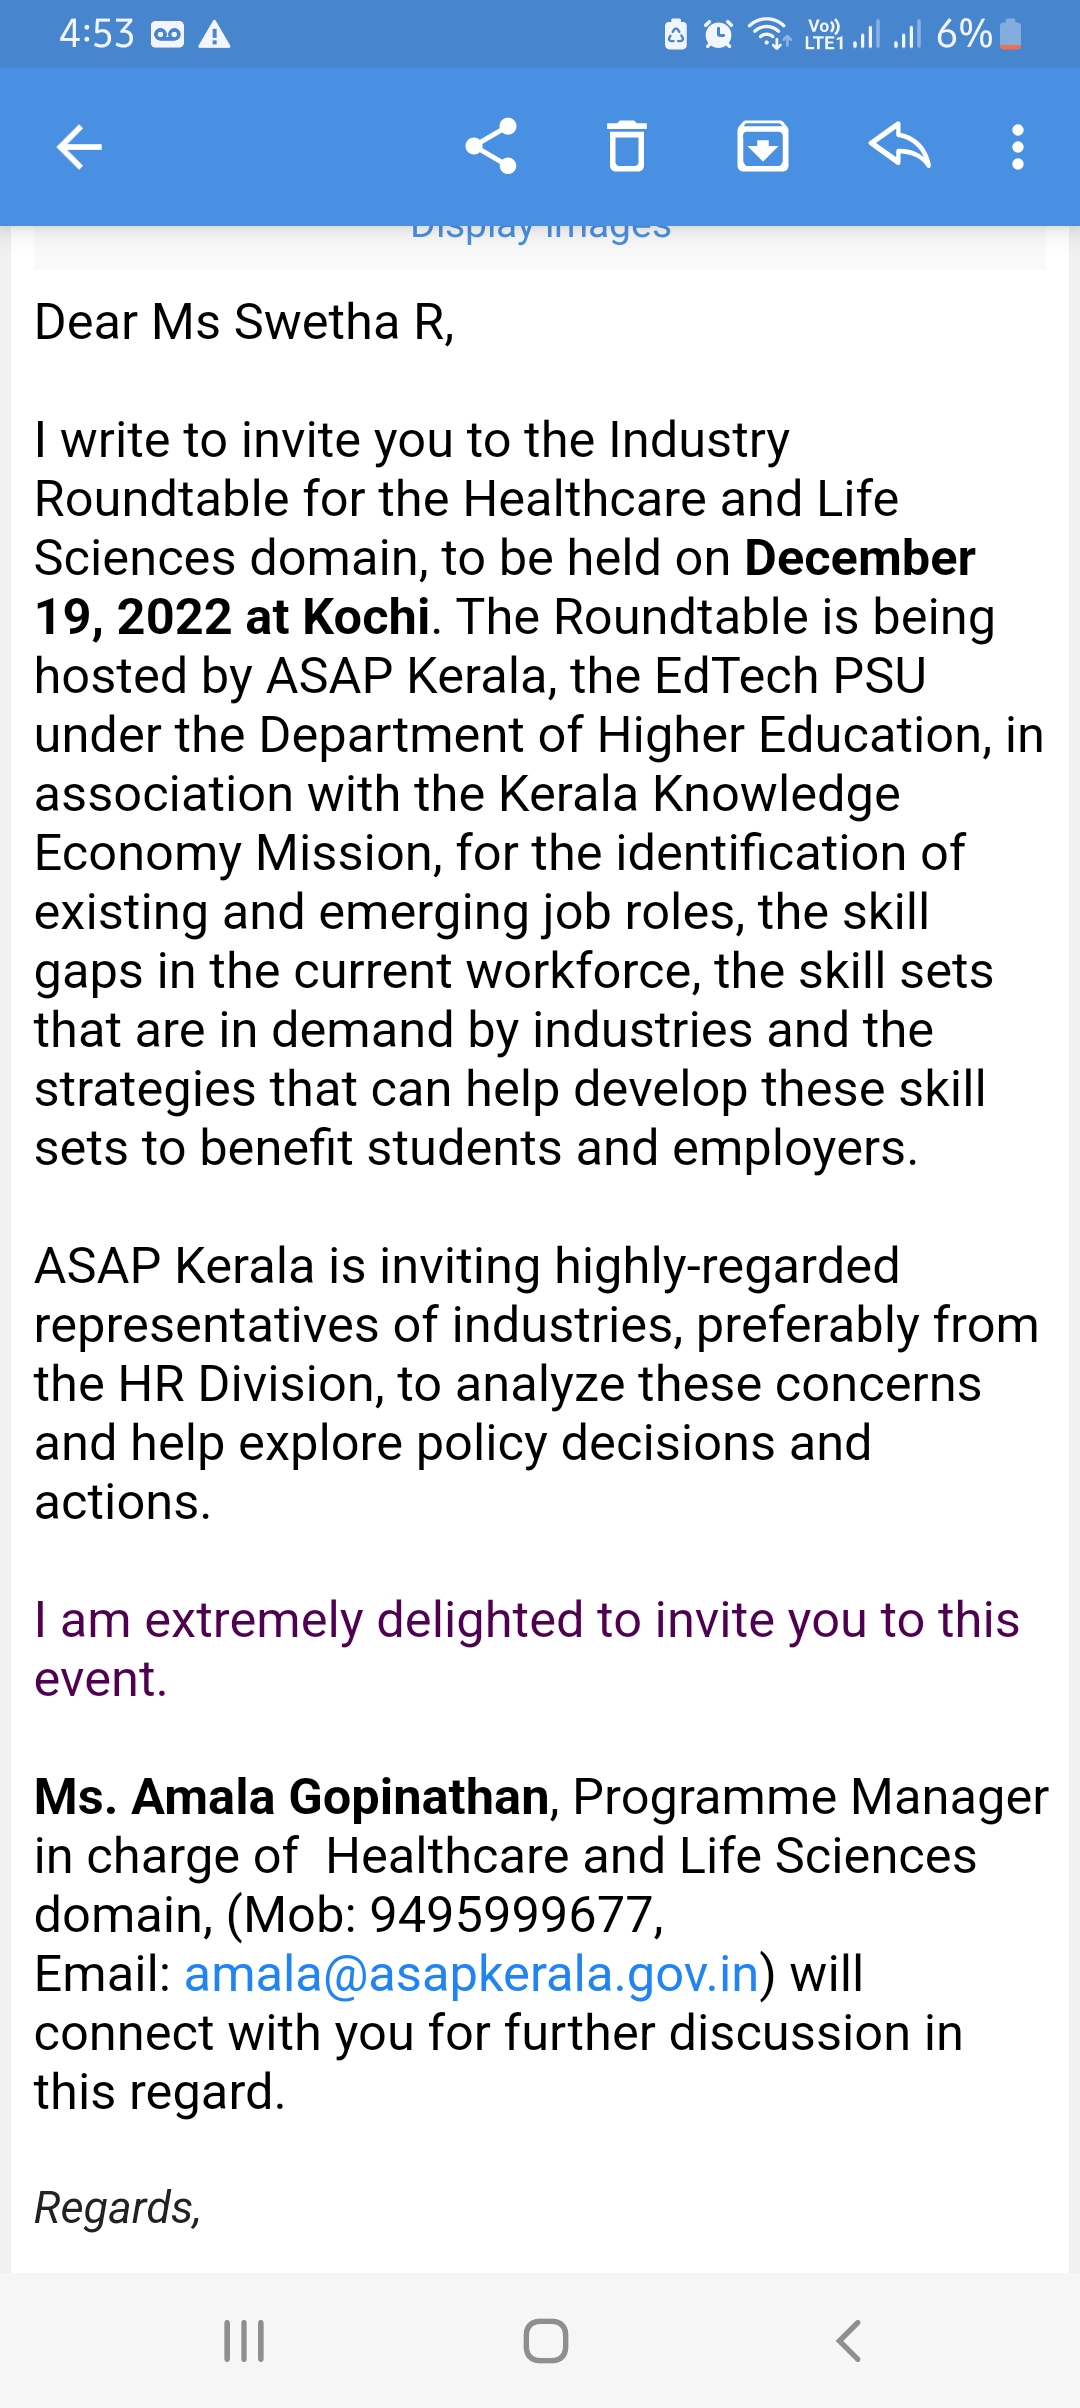 4:53
Vo)) LTE1 6%
Display images
Dear Ms Swetha R,
I write to invite you to the Industry
Roundtable for the Healthcare and Life
Sciences domain, to be held on December
19, 2022 at Kochi. The Roundtable is being
hosted by ASAP Kerala, the EdTech PSU
under the Department of Higher Education, in
association with the Kerala Knowledge
Economy Mission, for the identification of
existing and emerging job roles, the skill
gaps in the current workforce, the skill sets
that are in demand by industries and the
strategies that can help develop these skill
sets to benefit students and employers.
ASAP Kerala is inviting highly-regarded
representatives of industries, preferably from
the HR Division, to analyze these concerns
and help explore policy decisions and
actions.
I am extremely delighted to invite you to this
event.
Ms. Amala Gopinathan, Programme Manager
in charge of  Healthcare and Life Sciences
domain, (Mob: 9495999677,
Email: amala@asapkerala.gov.in) will
connect with you for further discussion in
this regard.
Regards,